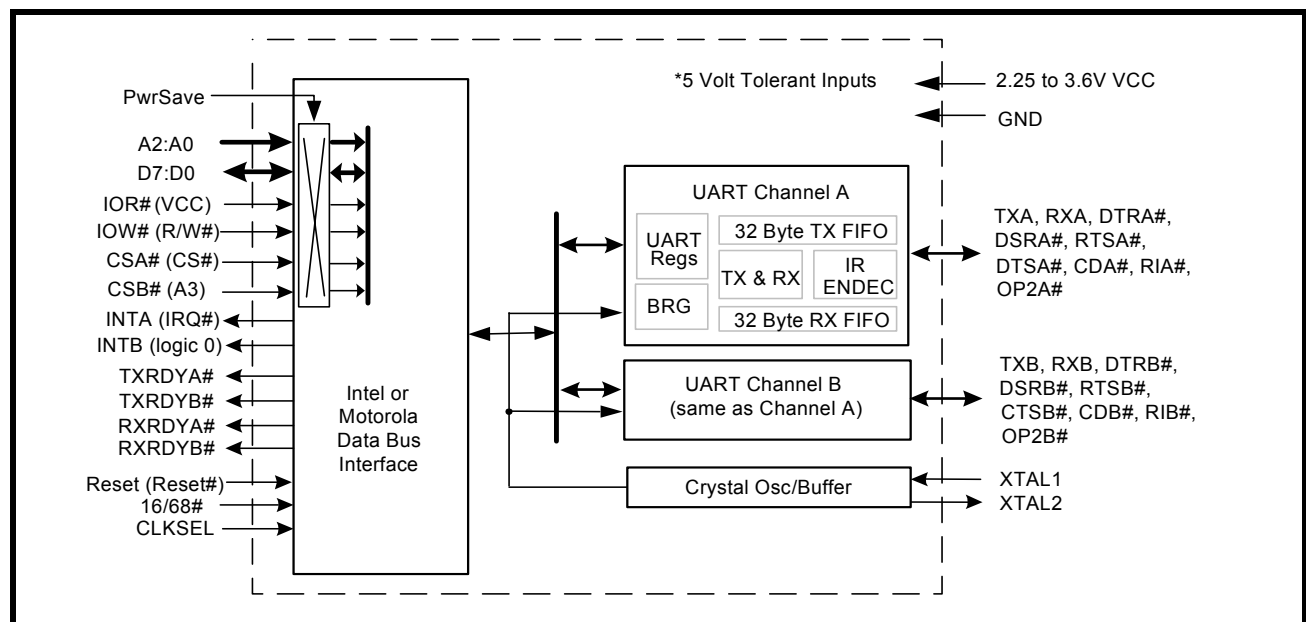 *5 Volt Tolerant Inputs
2.25 to 3.6V VCC
GND
PwrSave
A2:A0
D7:D0
IOR# (VCC)
IOW# (R/W#)
CSA# (CS#)
CSB# (A3)
INTA (IRQ#)
INTB (logic 0)
TXRDYA#
TXRDYB#
RXRDYA#
RXRDYB#
Reset (Reset#)
16/68#
CLKSEL
Intel or
Motorola
Data Bus
Interface
UART Channel A
UART
Regs
BRG
32 Byte TX FIFO
TX & RX
IR
ENDEC
32 Byte RX FIFO
TXA, RXA, DTRA#,
DSRA#, RTSA#,
DTSA#, CDA#, RIA#,
OP2A#
UART Channel B
(same as Channel A)
TXB, RXB, DTRB#,
DSRB#, RTSB#,
CTSB#, CDB#, RIB#,
OP2B#
Crystal Osc/Buffer
XTAL1
XTAL2